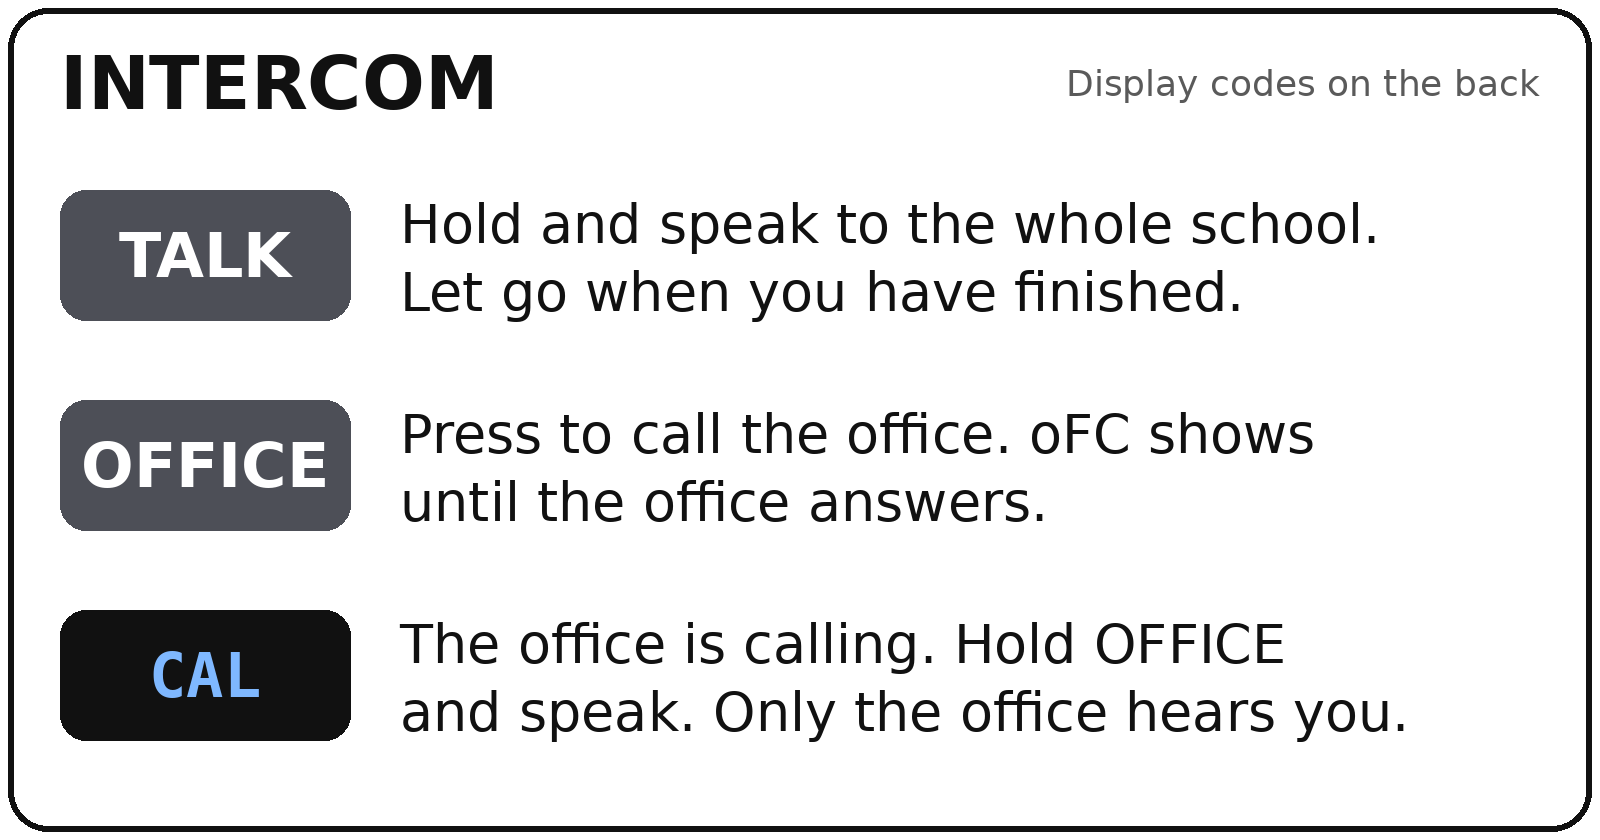 INTERCOM
Display codes on the back
TALK
Hold and speak to the whole school.
Let go when you have finished.
OFFICE
Press to call the office. oFC shows
until the office answers.
CAL
The office is calling. Hold OFFICE
and speak. Only the office hears you.